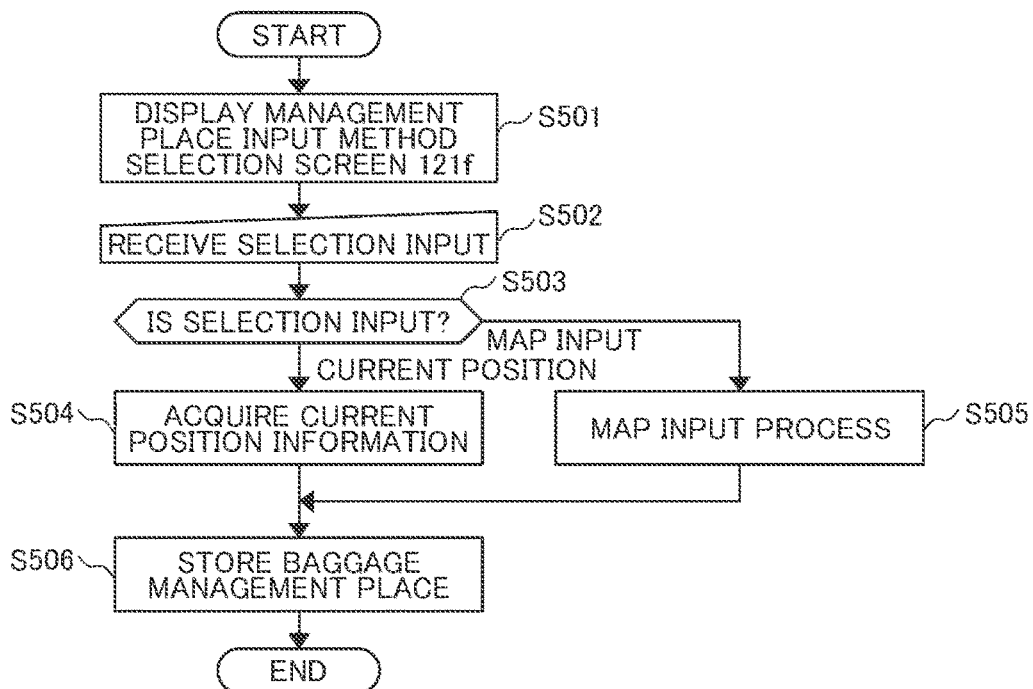 START
DISPLAY MANAGEMENT
PLACE INPUT METHOD
SELECTION SCREEN 121f
S501
RECEIVE SELECTION INPUT
S502
S503
IS SELECTION INPUT?
MAP INPUT
CURRENT POSITION
S504
ACQUIRE CURRENT
POSITION INFORMATION
MAP INPUT PROCESS
S505
S506
STORE BAGGAGE
MANAGEMENT PLACE
END